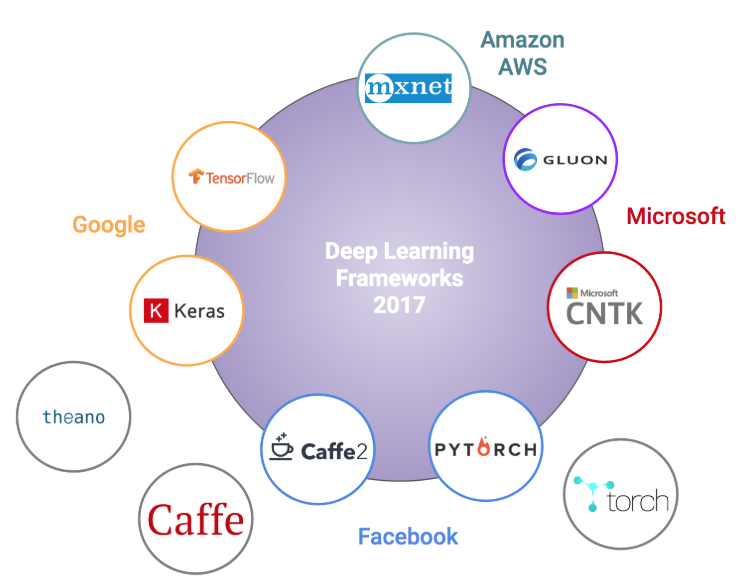 Amazon
AWS
mxnet
GLUON
TensorFlow
Google
Microsoft
Deep Learning
Frameworks
2017
Microsoft
CNTK
K Keras
theano
Caffe2
PYTORCH
Caffe
torch
Facebook